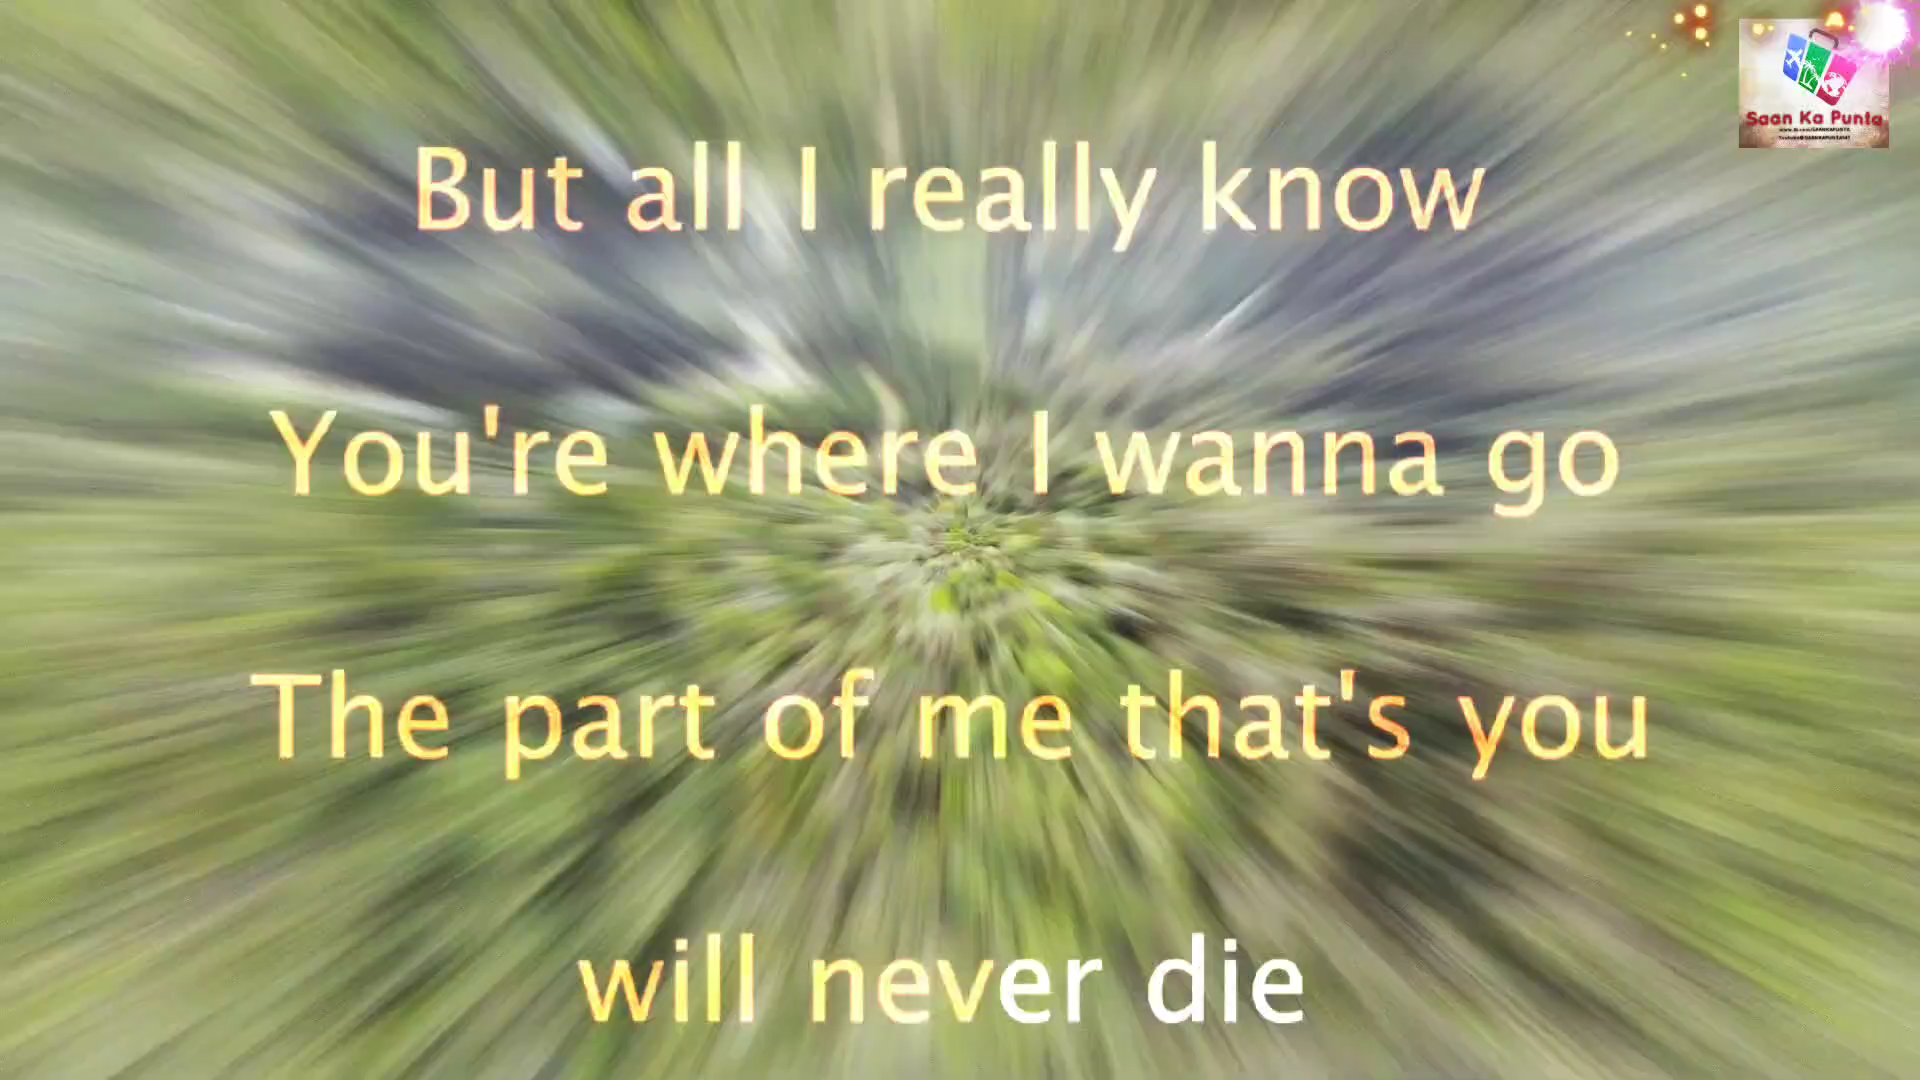 But all I really know
You're where I wanna go
The part of me that's you
will never die
Saan Ka Punta